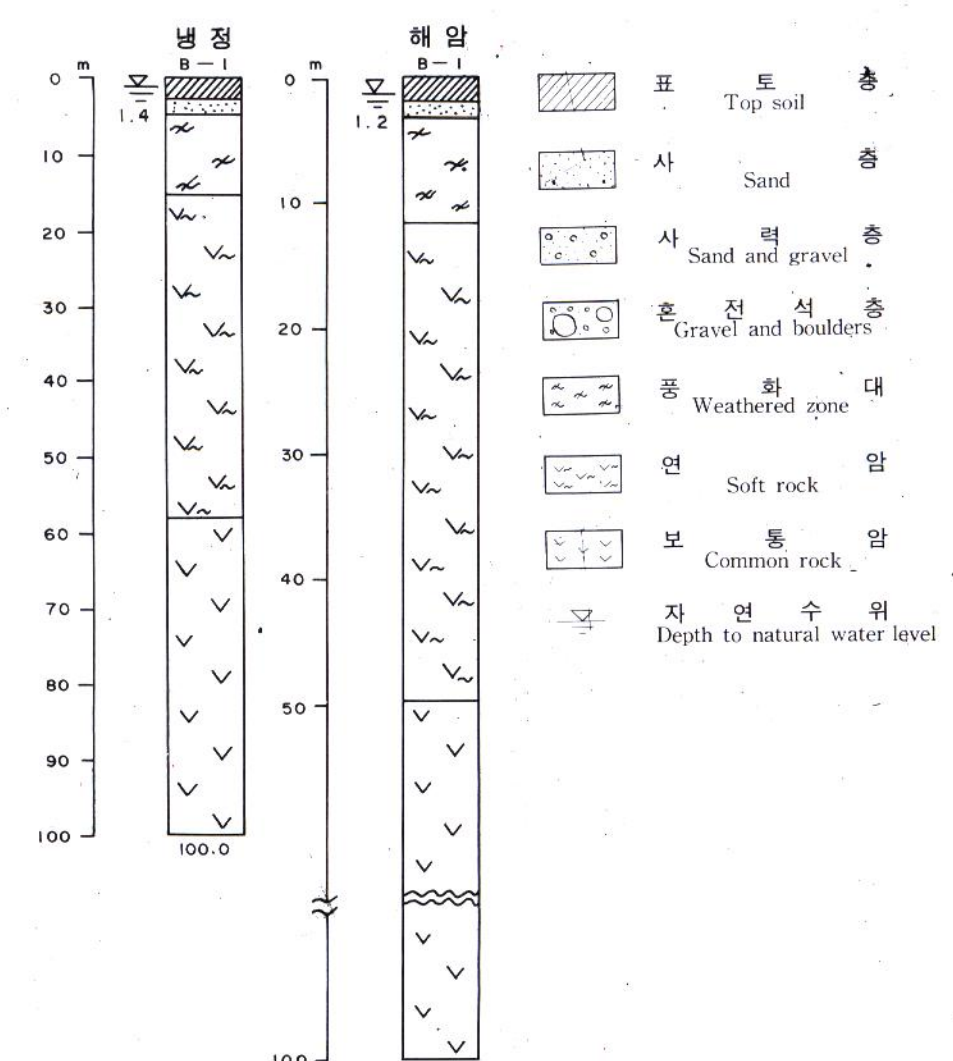 냉 정
B — 1
m
0
1.4
10
20
30
40
50
60
70
80
90
100
100.0
해 암
B — 1
m
0
1.2
10
20
30
40
50
100
표 토 층
Top soil
사 층
Sand
사 력 층
Sand and gravel
혼 전 석 층
Gravel and boulders
풍 화 대
Weathered zone
연 암
Soft rock
보 통 암
Common rock
자 연 수 위
Depth to natural water level